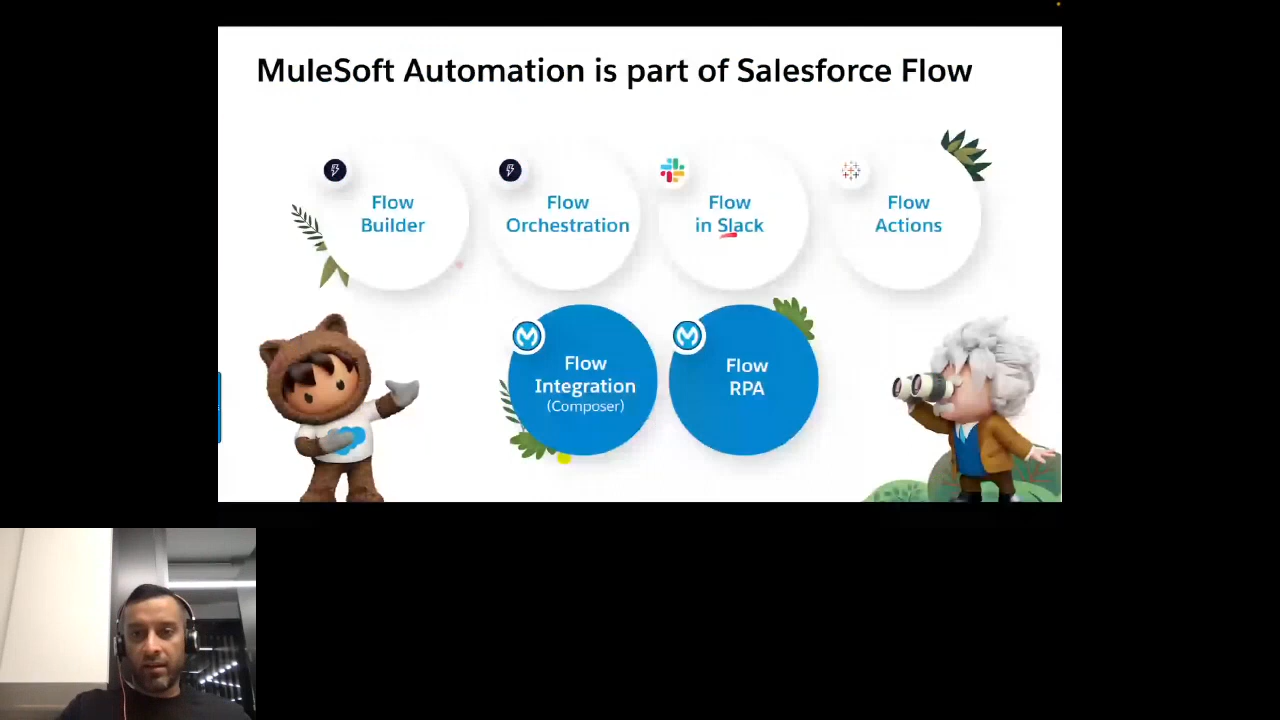 MuleSoft Automation is part of Salesforce Flow
Flow
Builder
Flow
Orchestration
Flow
in Slack
Flow
Actions
Flow
Integration
(Composer)
Flow
RPA